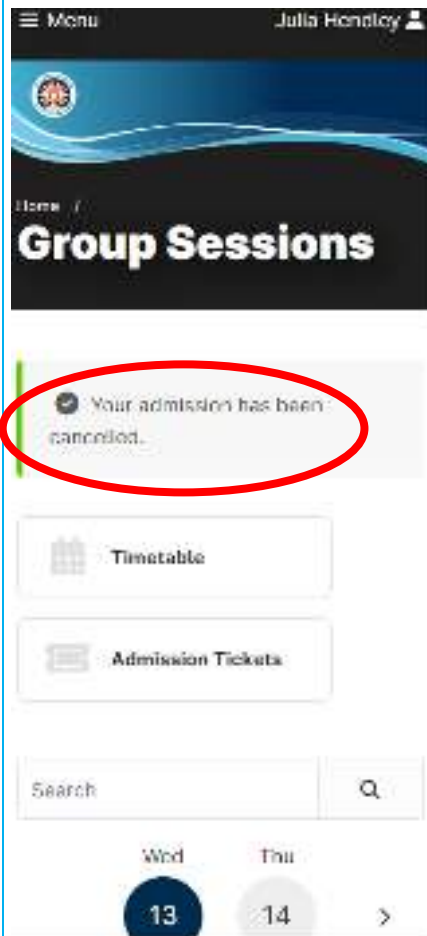 Menu
Julia Hendley
Home /
Group Sessions
Your admission has been
cancelled.
Timetable
Admission Tickets
Search
Wed Thu
13 14